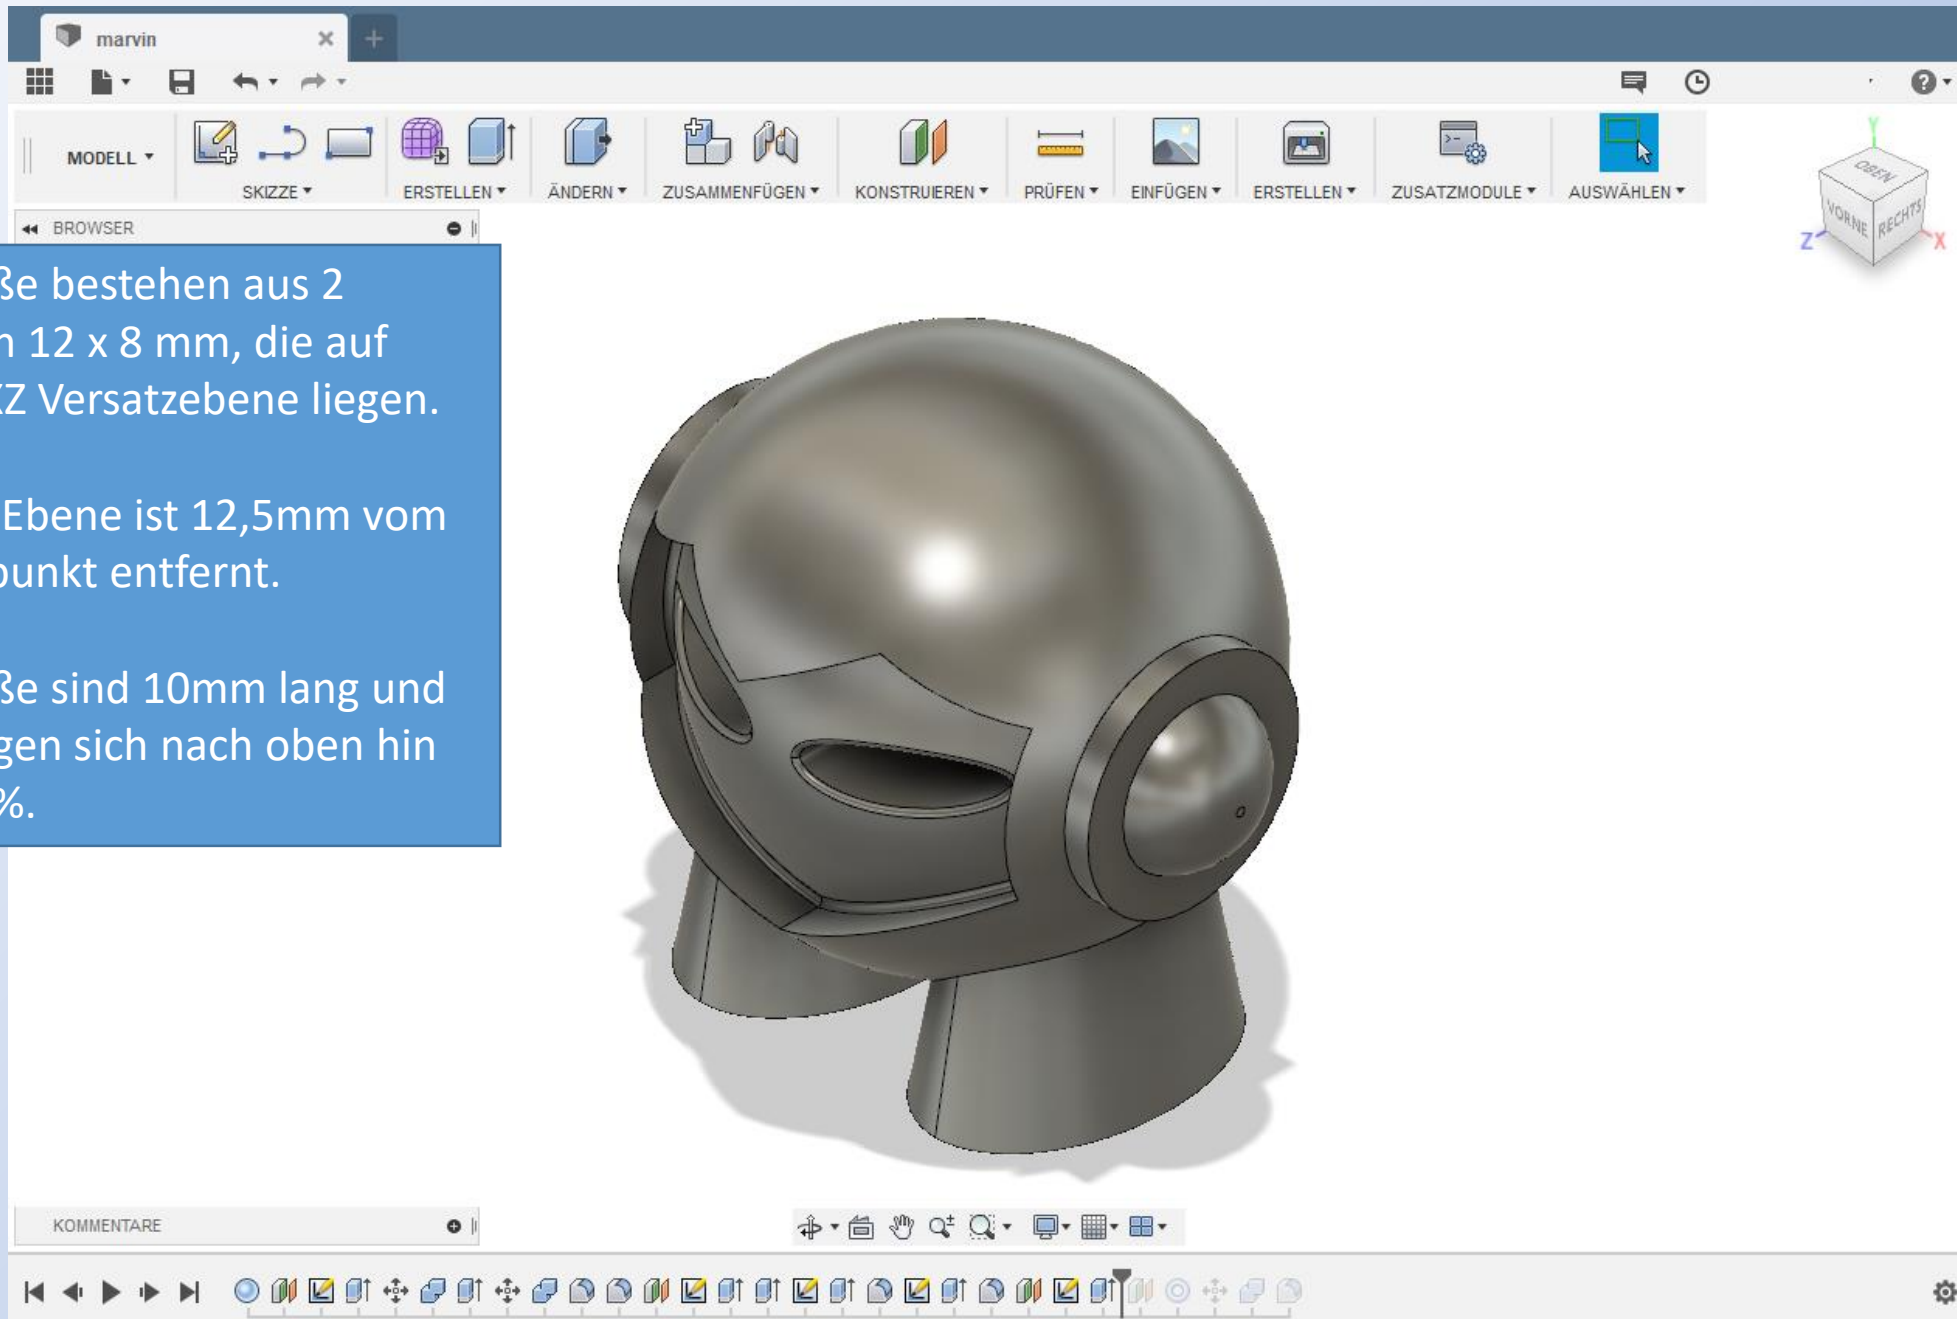 marvin
MODELL
SKIZZE
ERSTELLEN
ÄNDERN
ZUSAMMENFÜGEN
KONSTRUIEREN
PRÜFEN
EINFÜGEN
ERSTELLEN
ZUSATZMODULE
AUSWÄHLEN
Y
OBEN
VORNE
RECHTS
Z
X
BROWSER
ße bestehen aus 2
n 12 x 8 mm, die auf
XZ Versatzebene liegen.
Ebene ist 12,5mm vom
punkt entfernt.
ße sind 10mm lang und
gen sich nach oben hin
%.
KOMMENTARE